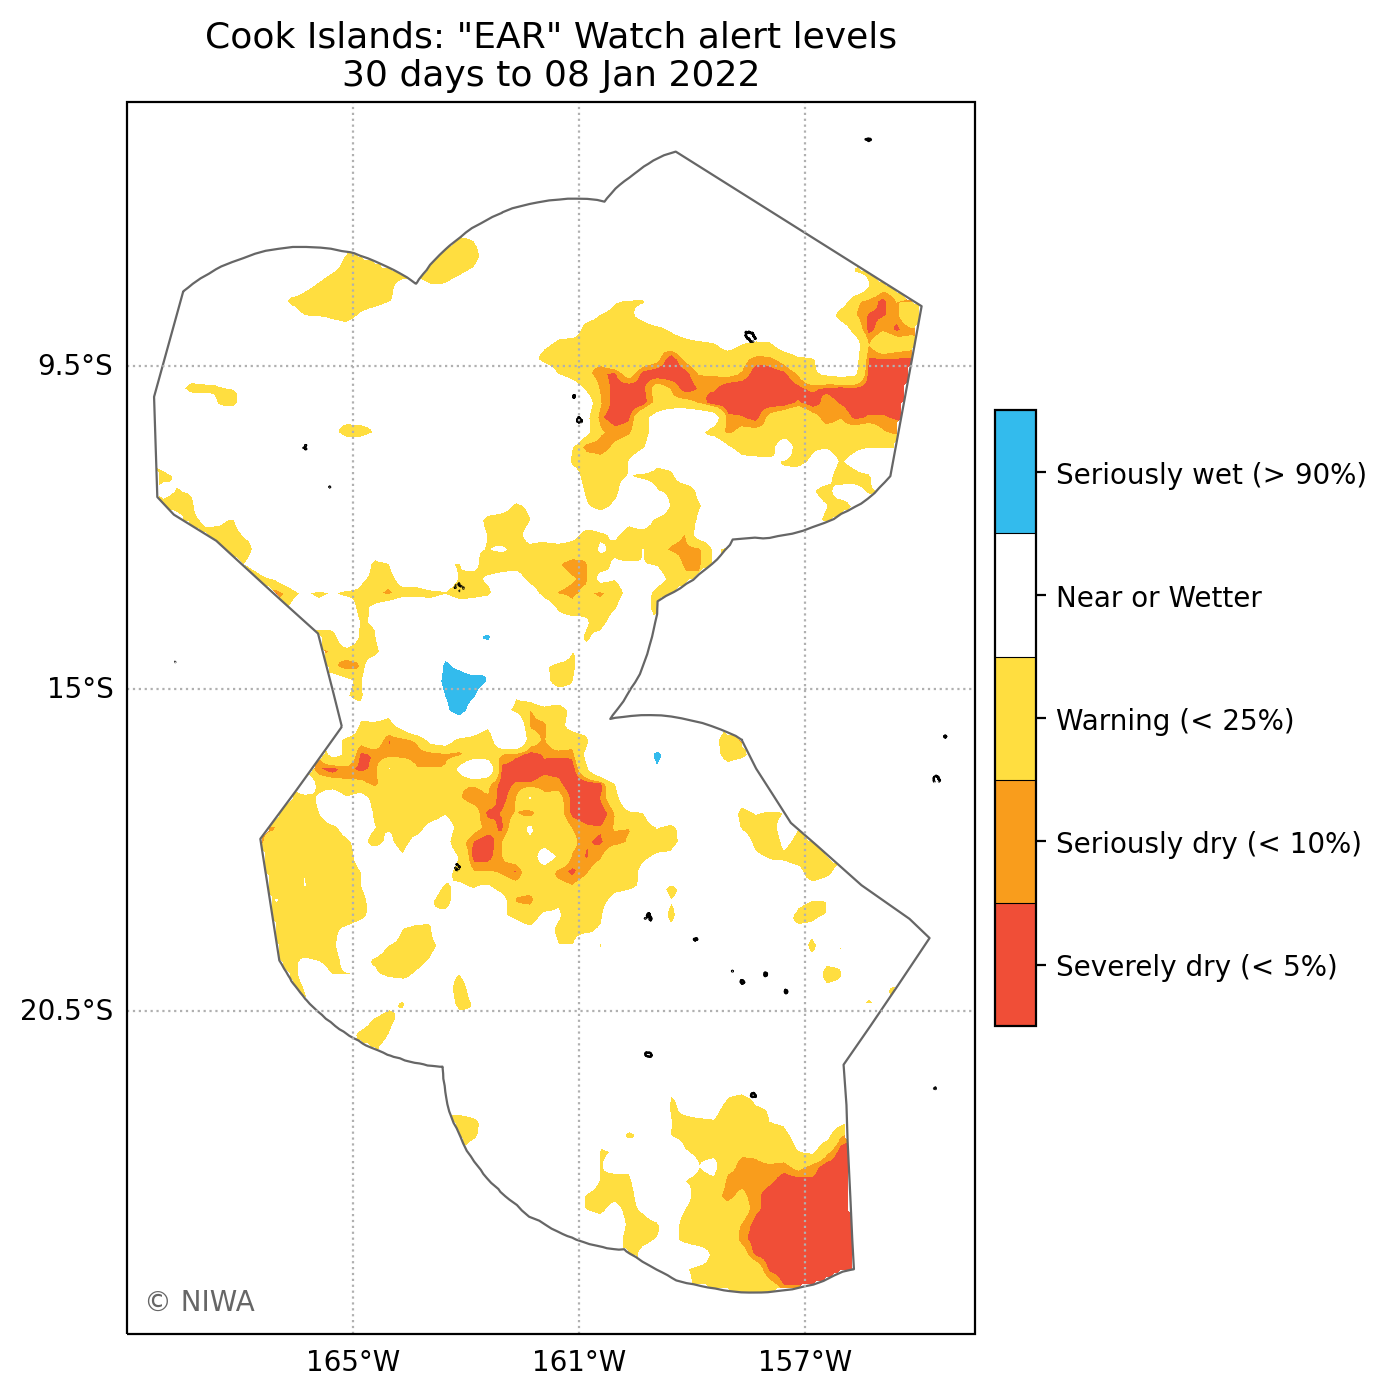 Cook Islands: "EAR" Watch alert levels
30 days to 08 Jan 2022
9.5°S
15°S
20.5°S
165°W
161°W
157°W
Seriously wet (> 90%)
Near or Wetter
Warning (< 25%)
Seriously dry (< 10%)
Severely dry (< 5%)
© NIWA